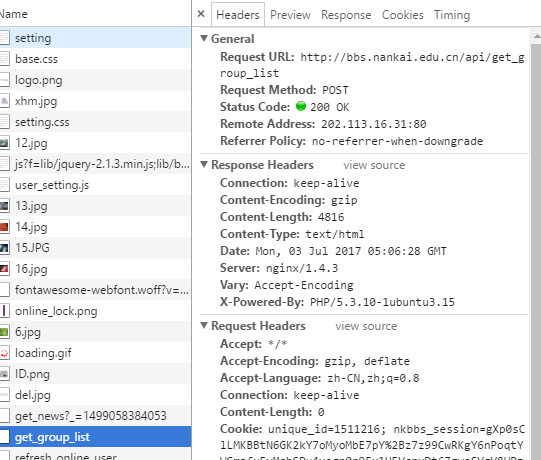 Name
setting
base.css
logo.png
xhm.jpg
setting.css
12.jpg
js?f=lib/jquery-2.1.3.min.js;lib/b...
user_setting.js
13.jpg
14.jpg
15.JPG
16.jpg
fontawesome-webfont.woff?v=...
online_lock.png
6.jpg
loading.gif
ID.png
del.jpg
get_news?_=1499058384053
get_group_list
refresh_online_user
× Headers Preview Response Cookies Timing
▼ General
Request URL: http://bbs.nankai.edu.cn/api/get_g
roup_list
Request Method: POST
Status Code: 200 OK
Remote Address: 202.113.16.31:80
Referrer Policy: no-referrer-when-downgrade
▼ Response Headers view source
Connection: keep-alive
Content-Encoding: gzip
Content-Length: 4816
Content-Type: text/html
Date: Mon, 03 Jul 2017 05:06:28 GMT
Server: nginx/1.4.3
Vary: Accept-Encoding
X-Powered-By: PHP/5.3.10-1ubuntu3.15
▼ Request Headers view source
Accept: */*
Accept-Encoding: gzip, deflate
Accept-Language: zh-CN,zh;q=0.8
Connection: keep-alive
Content-Length: 0
Cookie: unique_id=1511216; nkbbs_session=gXp0sC
lLMKBBtN6GK2kY7oMyoMbE7pY%2Bz7z99CwRKgY6nPoqtY